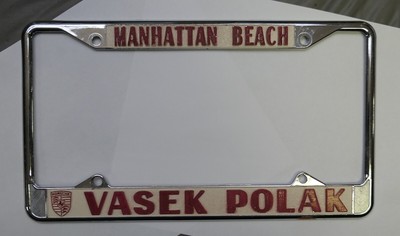 MANHATTAN BEACH
VASEK POLAK